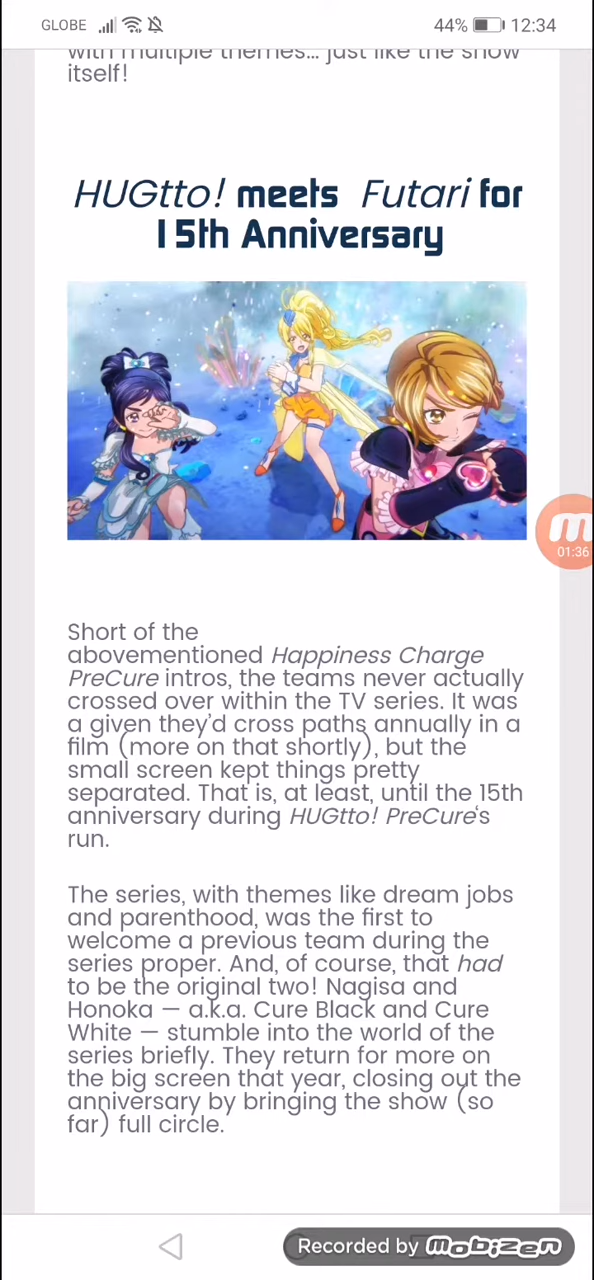 GLOBE 44% 12:34
with multiple themes... just like the show
itself!
HUGtto! meets Futari for
15th Anniversary
01:36
Short of the
abovementioned Happiness Charge
PreCure intros, the teams never actually
crossed over within the TV series. It was
a given they'd cross paths annually in a
film (more on that shortly), but the
small screen kept things pretty
separated. That is, at least, until the 15th
anniversary during HUGtto! PreCure‘s
run.
The series, with themes like dream jobs
and parenthood, was the first to
welcome a previous team during the
series proper. And, of course, that had
to be the original two! Nagisa and
Honoka — a.k.a. Cure Black and Cure
White — stumble into the world of the
series briefly. They return for more on
the big screen that year, closing out the
anniversary by bringing the show (so
far) full circle.
Recorded by mobizen